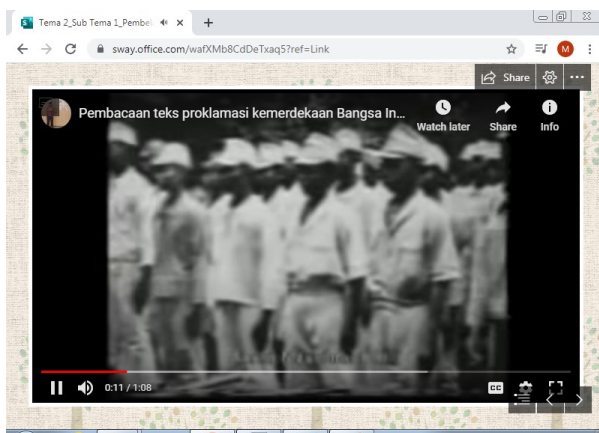 Tema 2_Sub Tema 1_Pembel
sway.office.com/wafXMb8CdDeTxaq5?ref=Link
M
Share
Pembacaan teks proklamasi kemerdekaan Bangsa In...
Watch later
Share
Info
0:11 / 1:08
CC